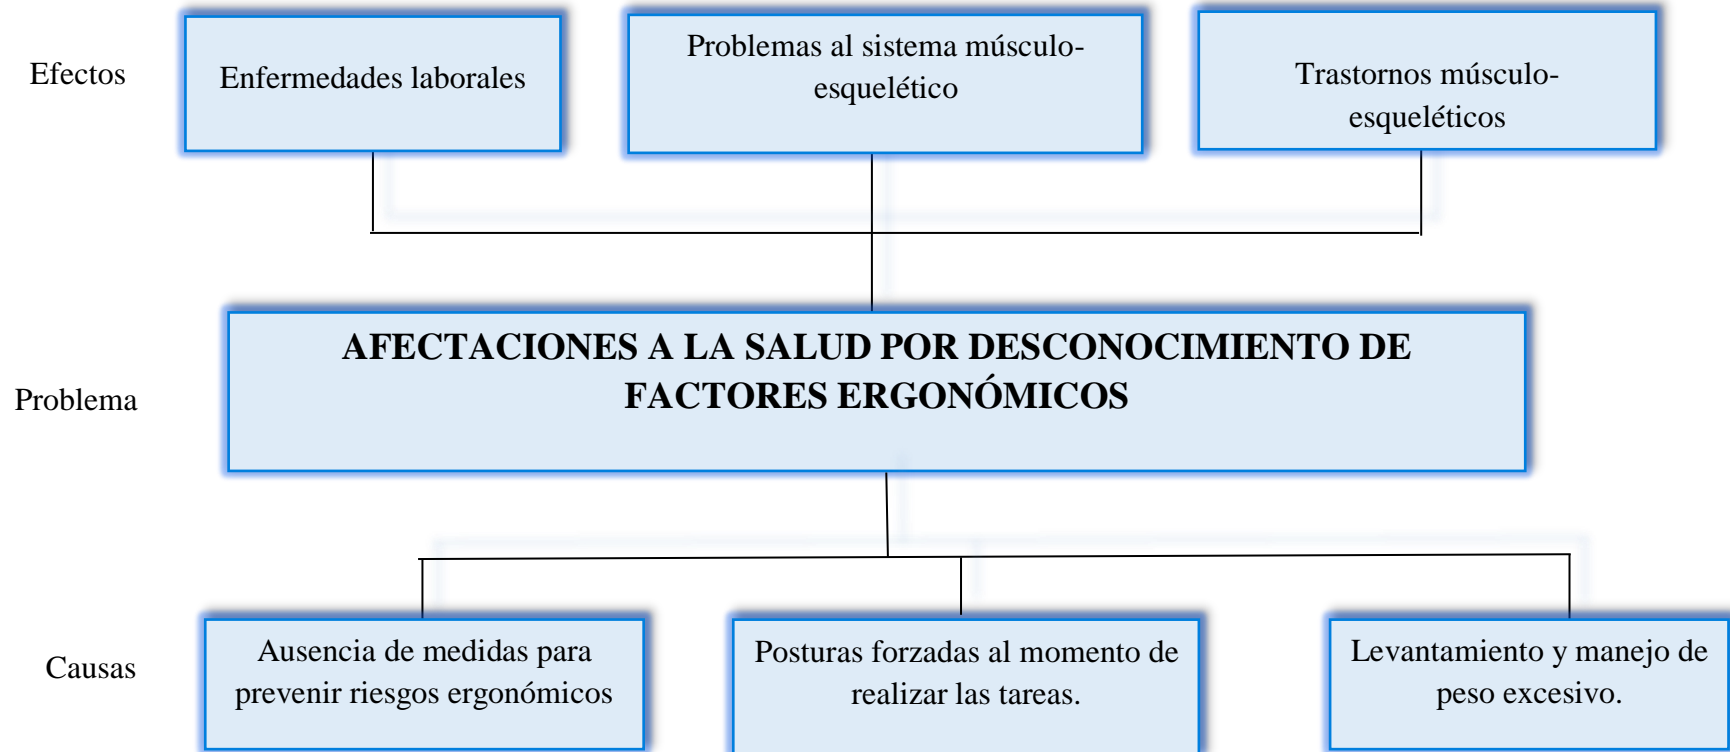 Efectos
Enfermedades laborales
Problemas al sistema músculo-
esquelético
Trastornos músculo-
esqueléticos
Problema
AFECTACIONES A LA SALUD POR DESCONOCIMIENTO DE
FACTORES ERGONÓMICOS
Causas
Ausencia de medidas para
prevenir riesgos ergonómicos
Posturas forzadas al momento de
realizar las tareas.
Levantamiento y manejo de
peso excesivo.